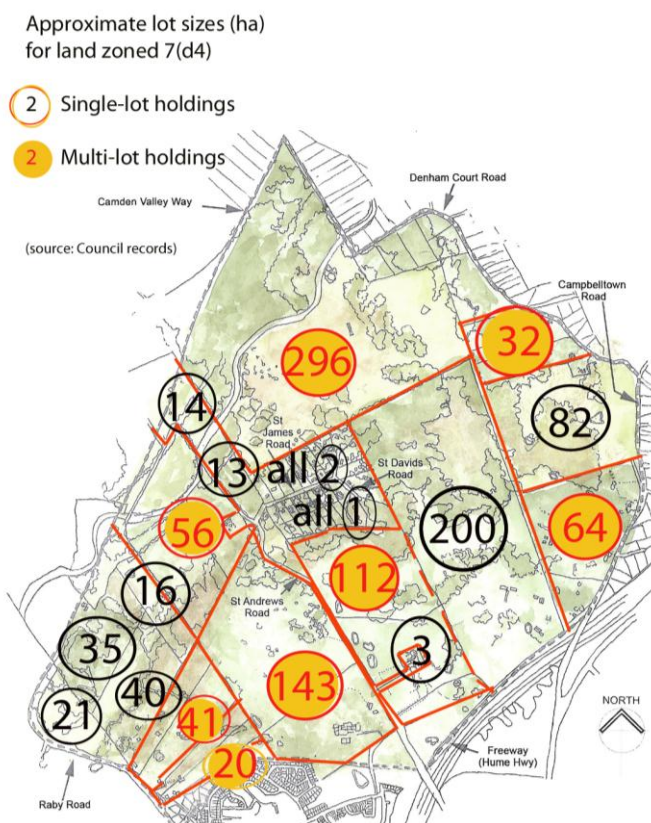 Approximate lot sizes (ha)
for land zoned 7(d4)
2 Single-lot holdings
2 Multi-lot holdings
Denham Court Road
Camden Valley Way
(source: Council records)
Campbelltown
Road
32
296
14
82
St
James
Road
13
all 2
St Davids
Road
all 1
200
64
56
112
16
St Andrews
Road
35
3
143
40
21
41
NORTH
20
Freeway
(Hume Hwy)
Raby Road